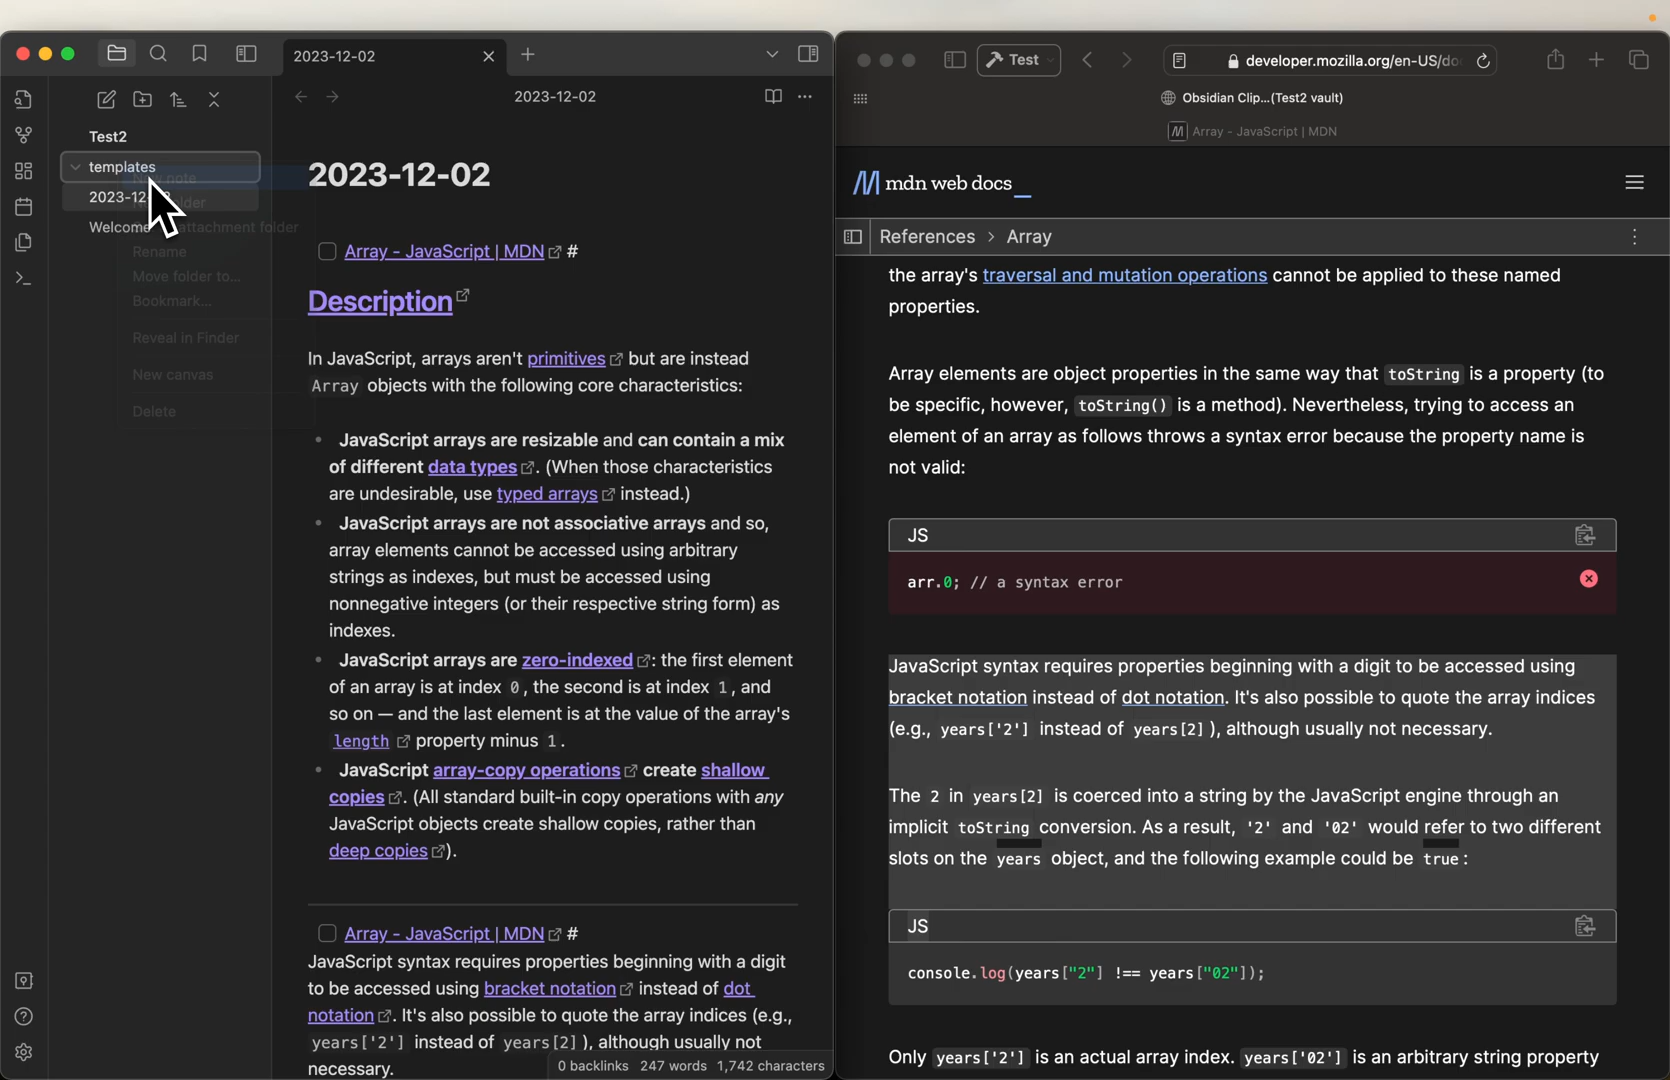 2023-12-02
2023-12-02
Test2
templates
2023-12-
Welcome
New note
lder
attachment folder
Rename
Move folder to...
Bookmark...
Reveal in Finder
New canvas
Delete
2023-12-02
Array - JavaScript | MDN #
Description
In JavaScript, arrays aren't primitives but are instead
Array objects with the following core characteristics:
• JavaScript arrays are resizable and can contain a mix
of different data types. (When those characteristics
are undesirable, use typed arrays instead.)
• JavaScript arrays are not associative arrays and so,
array elements cannot be accessed using arbitrary
strings as indexes, but must be accessed using
nonnegative integers (or their respective string form) as
indexes.
• JavaScript arrays are zero-indexed: the first element
of an array is at index 0, the second is at index 1, and
so on — and the last element is at the value of the array's
length property minus 1.
• JavaScript array-copy operations create shallow
copies. (All standard built-in copy operations with any
JavaScript objects create shallow copies, rather than
deep copies).
Array - JavaScript | MDN #
JavaScript syntax requires properties beginning with a digit
to be accessed using bracket notation instead of dot
notation. It's also possible to quote the array indices (e.g.,
years['2'] instead of years[2]), although usually not
necessary.
0 backlinks 247 words 1,742 characters
Test
developer.mozilla.org/en-US/do
Obsidian Clip...(Test2 vault)
Array - JavaScript | MDN
mdn web docs_
References > Array
the array's traversal and mutation operations cannot be applied to these named
properties.
Array elements are object properties in the same way that toString is a property (to
be specific, however, toString() is a method). Nevertheless, trying to access an
element of an array as follows throws a syntax error because the property name is
not valid:
JS
arr.0; // a syntax error
JavaScript syntax requires properties beginning with a digit to be accessed using
bracket notation instead of dot notation. It's also possible to quote the array indices
(e.g., years['2'] instead of years[2]), although usually not necessary.
The 2 in years[2] is coerced into a string by the JavaScript engine through an
implicit toString conversion. As a result, '2' and '02' would refer to two different
slots on the years object, and the following example could be true:
JS
console.log(years["2"] !== years["02"]);
Only years['2'] is an actual array index. years['02'] is an arbitrary string property